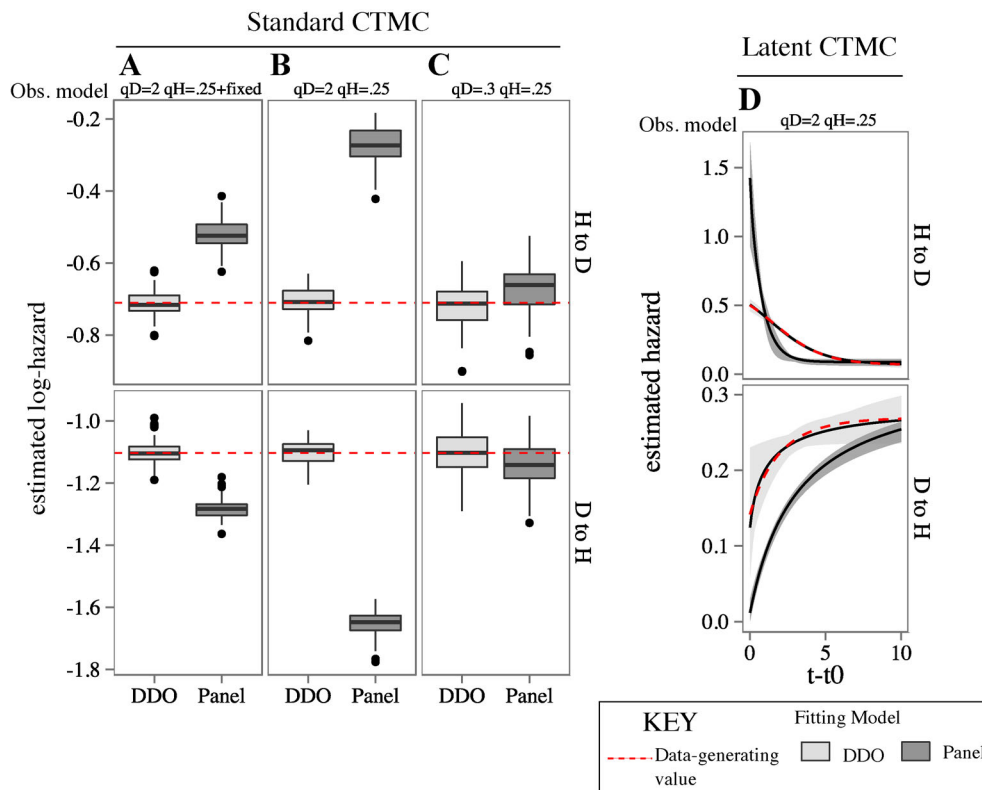 Standard CTMC
Latent CTMC
A
B
C
D
Obs. model
qD=2 qH=.25+fixed
qD=2 qH=.25
qD=.3 qH=.25
Obs. model
qD=2 qH=.25
estimated log-hazard
-0.2
-0.4
-0.6
-0.8
H to D
-1.0
-1.2
-1.4
-1.6
-1.8
D to H
DDO
Panel
DDO
Panel
DDO
Panel
estimated hazard
1.5
1.0
0.5
0.0
H to D
0.3
0.2
0.1
0.0
D to H
0
5
10
t-t0
KEY
Fitting Model
Data-generating
value
DDO
Panel